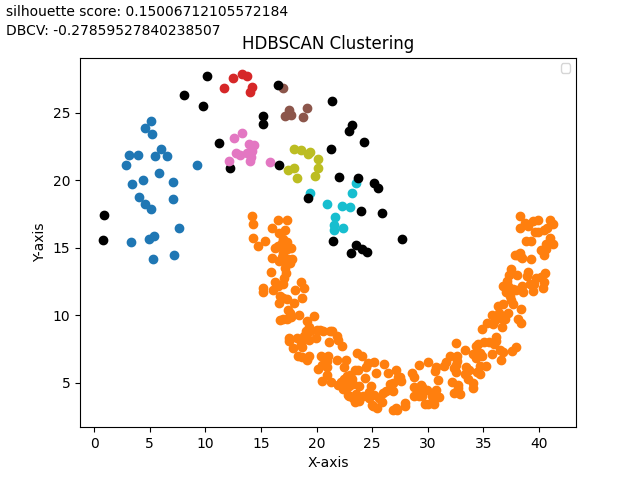 silhouette score: 0.15006712105572184
DBCV: -0.27859527840238507
HDBSCAN Clustering
25
20
15
10
5
Y-axis
0 5 10 15 20 25 30 35 40
X-axis